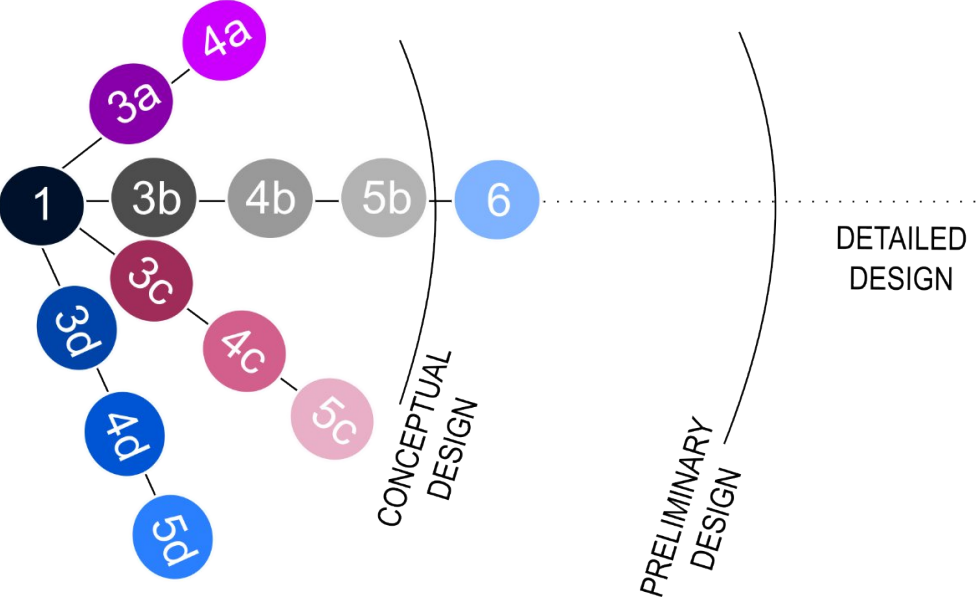 4a
3a
1
3b
4b
5b
6
3c
4c
5c
3d
4d
5d
CONCEPTUAL
DESIGN
PRELIMINARY
DESIGN
DETAILED
DESIGN